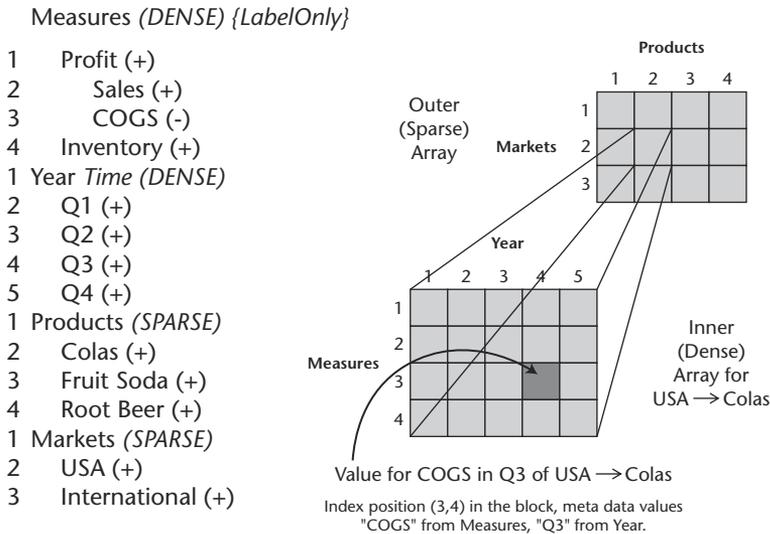 Measures (DENSE) {LabelOnly}
1 Profit (+)
2 Sales (+)
3 COGS (-)
4 Inventory (+)
1 Year Time (DENSE)
2 Q1 (+)
3 Q2 (+)
4 Q3 (+)
5 Q4 (+)
1 Products (SPARSE)
2 Colas (+)
3 Fruit Soda (+)
4 Root Beer (+)
1 Markets (SPARSE)
2 USA (+)
3 International (+)
Products
1 2 3 4
Outer
(Sparse)
Array
Markets
1
2
3
Year
1 2 3 4 5
Measures
1
2
3
4
Inner
(Dense)
Array for
USA → Colas
Value for COGS in Q3 of USA → Colas
Index position (3,4) in the block, meta data values
"COGS" from Measures, "Q3" from Year.